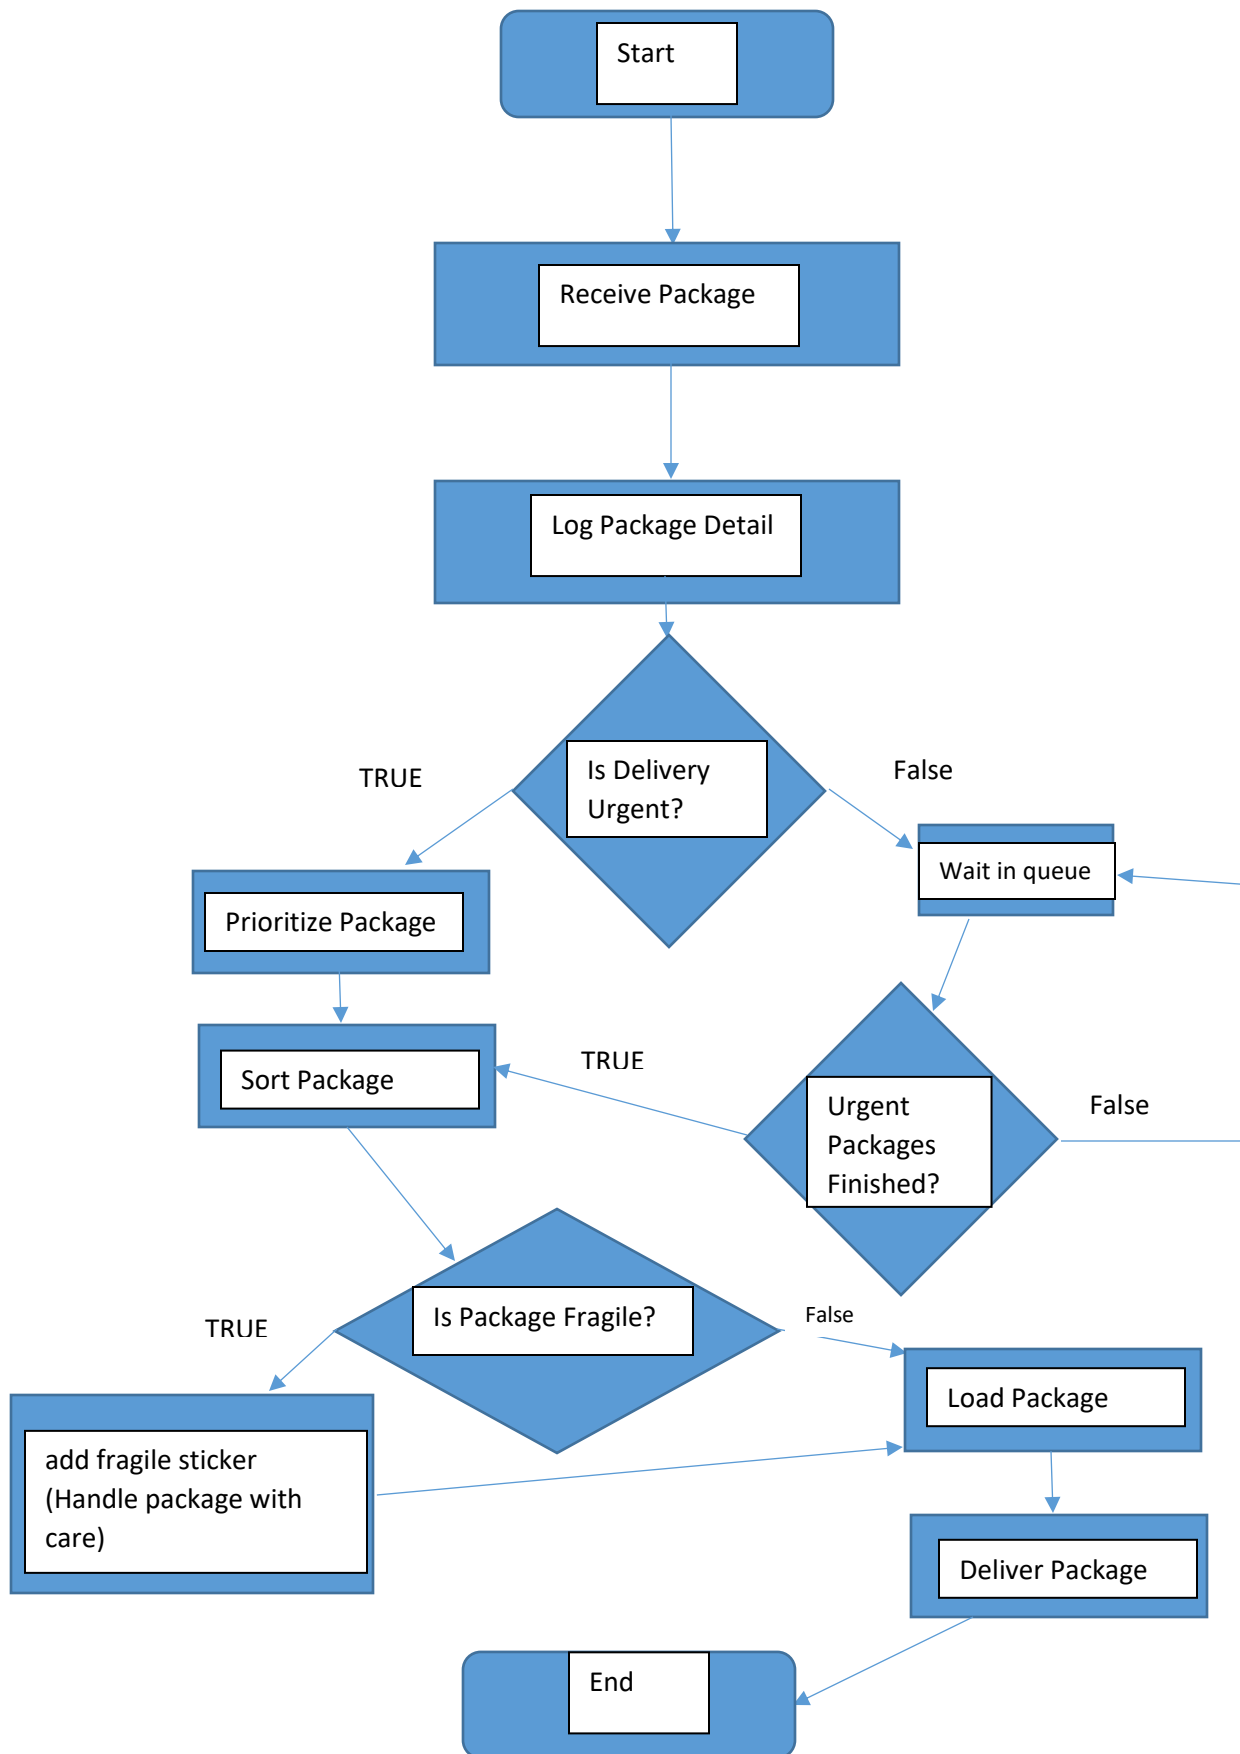 Start
Receive Package
Log Package Detail
Is Delivery
Urgent?
TRUE
False
Wait in queue
Prioritize Package
Sort Package
TRUE
Urgent
Packages
Finished?
False
Is Package Fragile?
TRUE
False
Load Package
add fragile sticker
(Handle package with
care)
Deliver Package
End